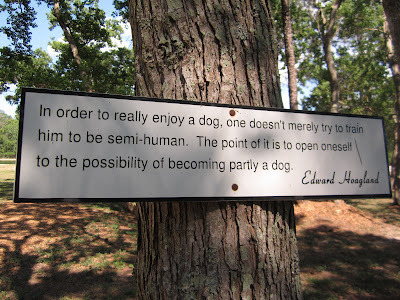 In order to really enjoy a dog, one doesn't merely try to train
him to be semi-human. The point of it is to open oneself
to the possibility of becoming partly a dog.
Edward Hoagland